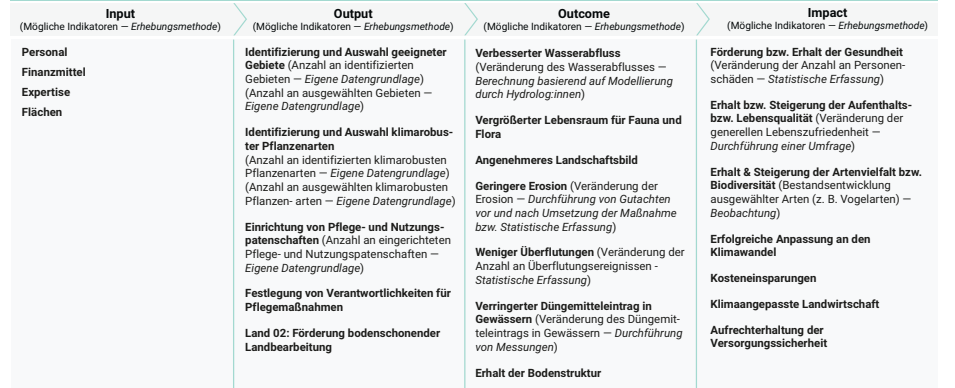 Input
(Mögliche Indikatoren — Erhebungsmethode)
Personal
Finanzmittel
Expertise
Flächen
Output
(Mögliche Indikatoren — Erhebungsmethode)
Identifizierung und Auswahl geeigneter
Gebiete (Anzahl an identifizierten
Gebieten — Eigene Datengrundlage)
(Anzahl an ausgewählten Gebieten —
Eigene Datengrundlage)
Identifizierung und Auswahl klimarobus-
ter Pflanzenarten
(Anzahl an identifizierten klimarobusten
Pflanzenarten — Eigene Datengrundlage)
(Anzahl an ausgewählten klimarobusten
Pflanzen- arten — Eigene Datengrundlage)
Einrichtung von Pflege- und Nutzungs-
patenschaften (Anzahl an eingerichteten
Pflege- und Nutzungspatenschaften —
Eigene Datengrundlage)
Festlegung von Verantwortlichkeiten für
Pflegemaßnahmen
Land 02: Förderung bodenschonender
Landbearbeitung
Outcome
(Mögliche Indikatoren — Erhebungsmethode)
Verbesserter Wasserabfluss
(Veränderung des Wasserabflusses —
Berechnung basierend auf Modellierung
durch Hydrolog:innen)
Vergrößerter Lebensraum für Fauna und
Flora
Angenehmeres Landschaftsbild
Geringere Erosion (Veränderung der
Erosion — Durchführung von Gutachten
vor und nach Umsetzung der Maßnahme
bzw. Statistische Erfassung)
Weniger Überflutungen (Veränderung der
Anzahl an Überflutungsereignissen -
Statistische Erfassung)
Verringerter Düngemitteleintrag in
Gewässern (Veränderung des Düngemit-
teleintrags in Gewässern — Durchführung
von Messungen)
Erhalt der Bodenstruktur
Impact
(Mögliche Indikatoren — Erhebungsmethode)
Förderung bzw. Erhalt der Gesundheit
(Veränderung der Anzahl an Personen-
schäden — Statistische Erfassung)
Erhalt bzw. Steigerung der Aufenthalts-
bzw. Lebensqualität (Veränderung der
generellen Lebenszufriedenheit —
Durchführung einer Umfrage)
Erhalt & Steigerung der Artenvielfalt bzw.
Biodiversität (Bestandsentwicklung
ausgewählter Arten (z. B. Vogelarten) —
Beobachtung)
Erfolgreiche Anpassung an den
Klimawandel
Kosteneinsparungen
Klimaangepasste Landwirtschaft
Aufrechterhaltung der
Versorgungssicherheit